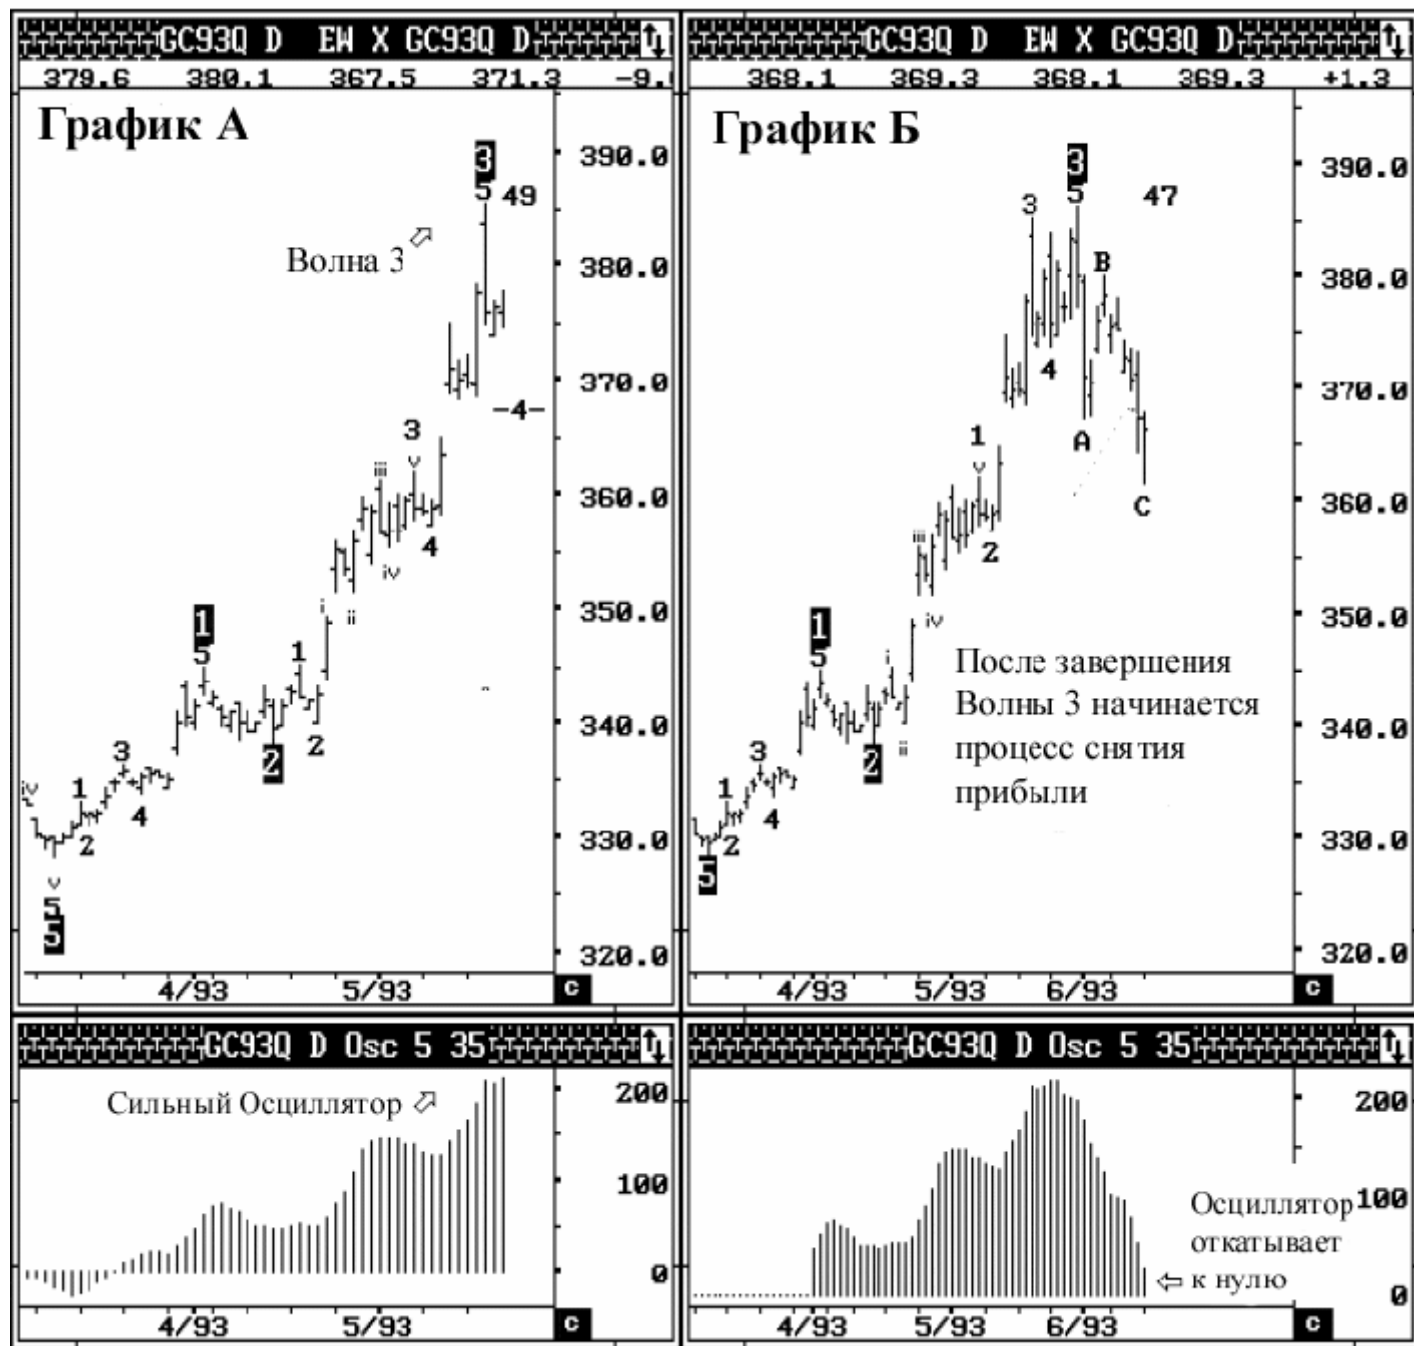 GC93Q D EW X GC93Q D
379.6 380.1 367.5 371.3 -9.
График А
3
5 49
Волна 3
-4-
3
v
iii
4
iv
i
ii
1
5
1
2
2
3
1
4
2
iv
v
5
5
390.0
380.0
370.0
360.0
350.0
340.0
330.0
320.0
4/93 5/93 C
GC93Q D Osc 5 35
Сильный Осциллятор
200
100
0
4/93 5/93 C
GC93Q D EW X GC93Q D
368.1 369.3 368.1 369.3 +1.3
График Б
3
3 5 47
B
4
A
C
1
v
2
iii
iv
1
5
i
ii
2
3
1
4
2
5
После завершения
Волны 3 начинается
процесс снятия
прибыли
390.0
380.0
370.0
360.0
350.0
340.0
330.0
320.0
4/93 5/93 6/93 C
GC93Q D Osc 5 35
200
100
0
Осциллятор
откатывает
к нулю
4/93 5/93 6/93 C